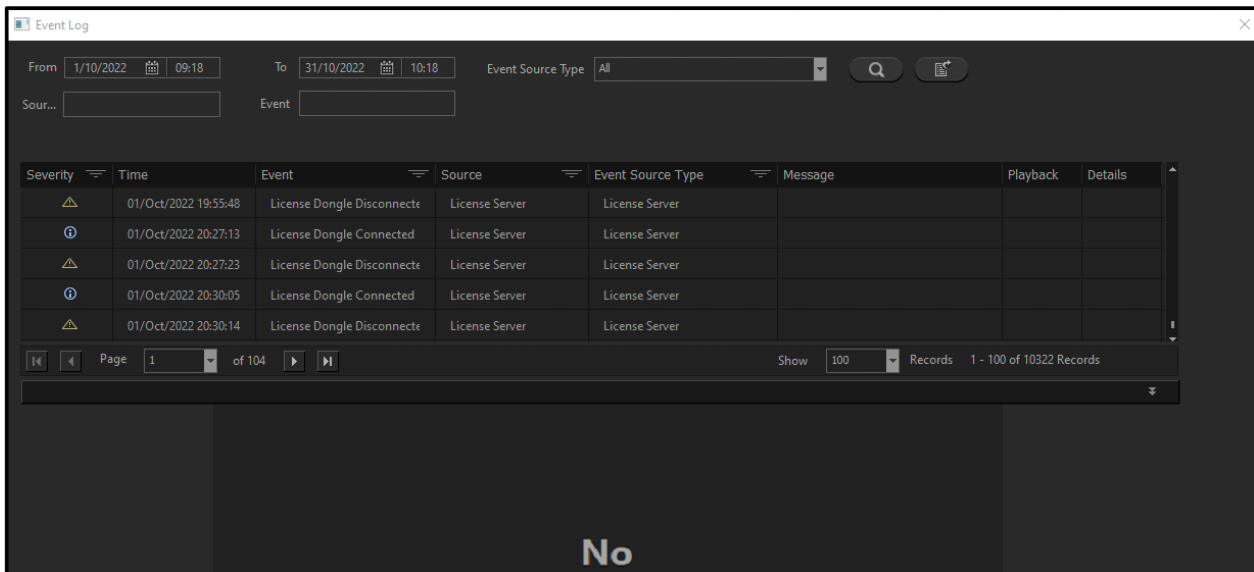 Event Log
From 1/10/2022 09:18 To 31/10/2022 10:18 Event Source Type All
Sour... Event
Severity Time Event Source Event Source Type Message Playback Details
01/Oct/2022 19:55:48 License Dongle Disconnecte License Server License Server
01/Oct/2022 20:27:13 License Dongle Connected License Server License Server
01/Oct/2022 20:27:23 License Dongle Disconnecte License Server License Server
01/Oct/2022 20:30:05 License Dongle Connected License Server License Server
01/Oct/2022 20:30:14 License Dongle Disconnecte License Server License Server
Page 1 of 104 Show 100 Records 1 - 100 of 10322 Records
No